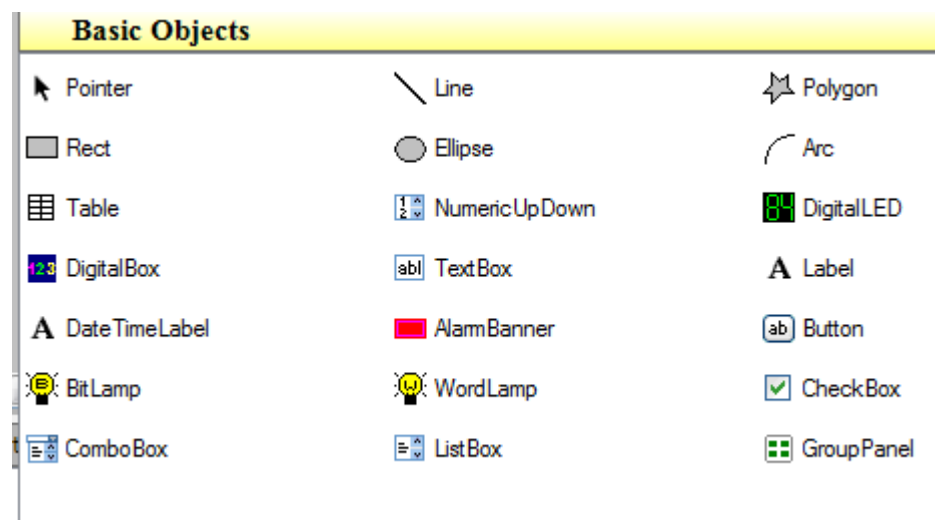 Basic Objects
Pointer Line Polygon
Rect Ellipse Arc
Table NumericUpDown DigitalLED
DigitalBox TextBox Label
DateTimeLabel AlarmBanner Button
BitLamp WordLamp CheckBox
ComboBox ListBox GroupPanel